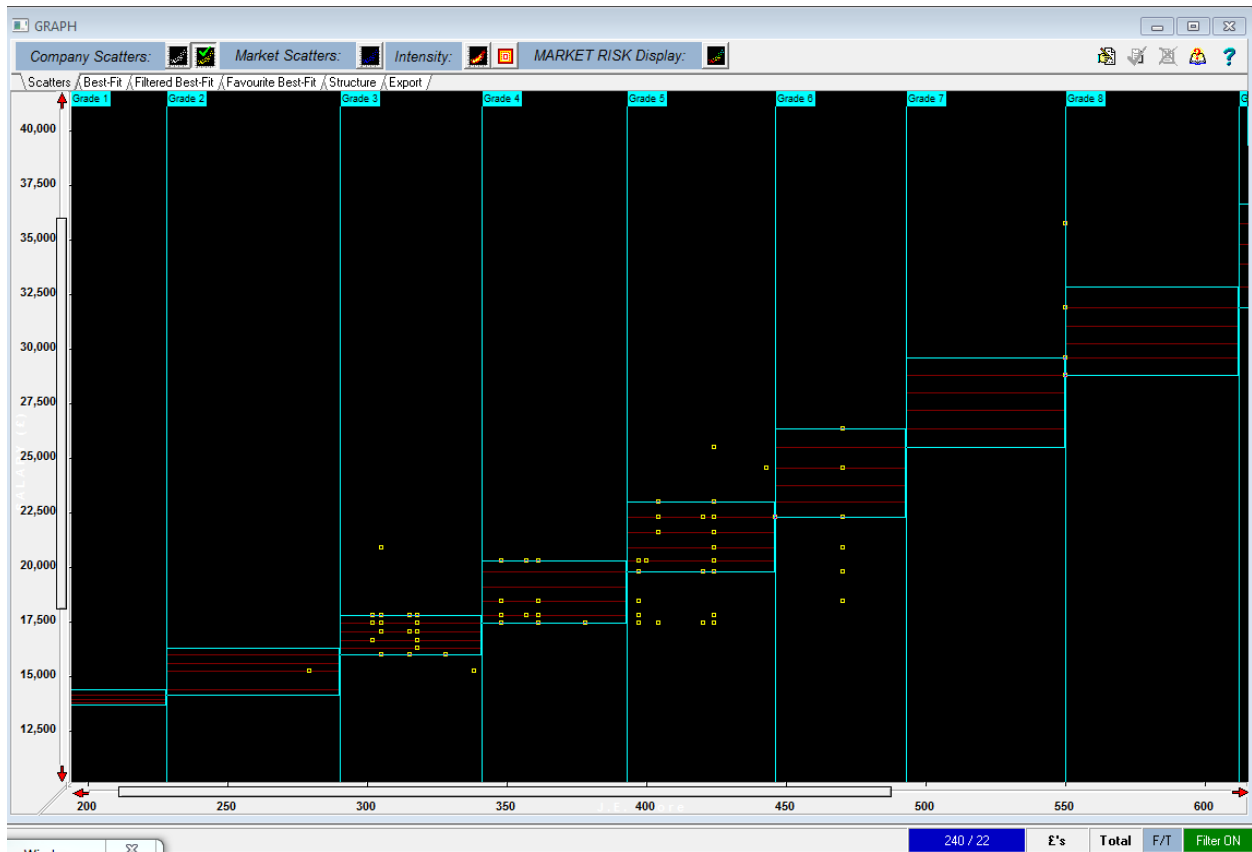 GRAPH
Company Scatters: Market Scatters: Intensity: MARKET RISK Display:
Scatters Best-Fit Filtered Best-Fit Favourite Best-Fit Structure Export
Grade 1 Grade 2 Grade 3 Grade 4 Grade 5 Grade 6 Grade 7 Grade 8
40,000
37,500
35,000
32,500
30,000
27,500
25,000
22,500
20,000
17,500
15,000
12,500
200 250 300 350 400 450 500 550 600
240 / 22 £'s Total F/T Filter ON